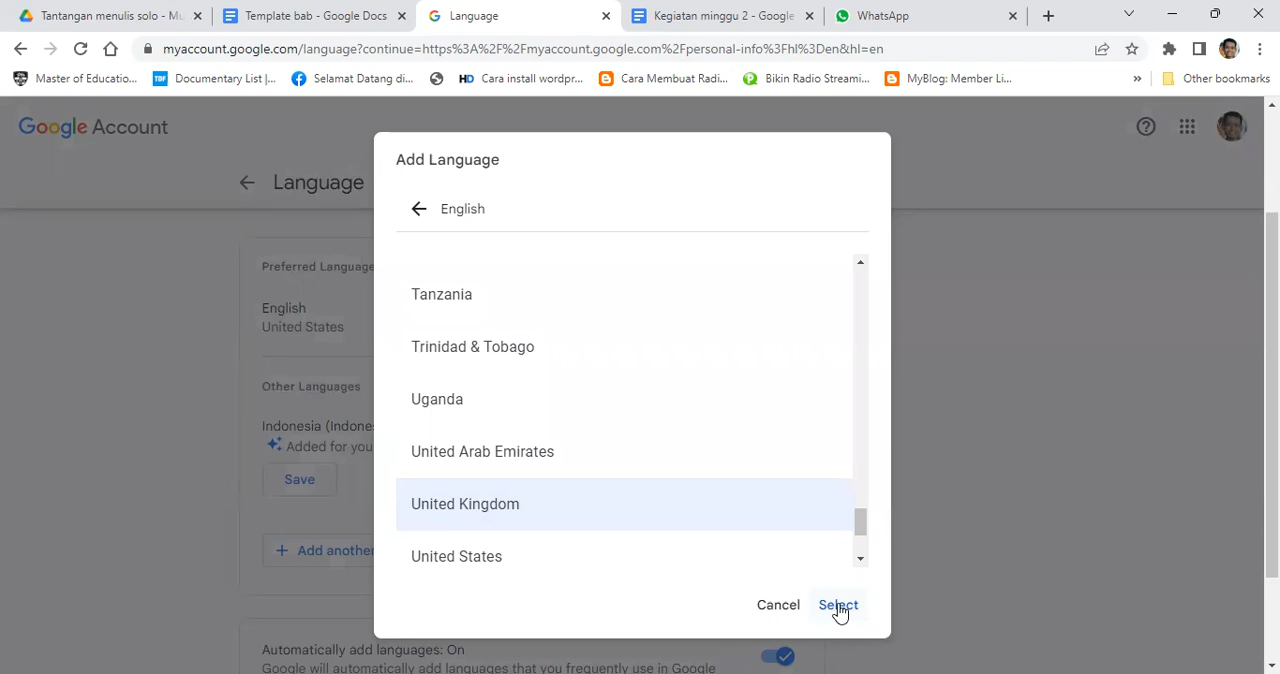 Tantangan menulis solo - Mu
Template bab - Google Docs
Language
Kegiatan minggu 2 - Google
WhatsApp
myaccount.google.com/language?continue=https%3A%2F%2Fmyaccount.google.com%2Fpersonal-info%3Fhl%3Den&hl=en
Master of Educatio...
TDF
Documentary List |...
Selamat Datang di...
HD
Cara install wordpr...
Cara Membuat Radi...
Bikin Radio Streami...
MyBlog: Member Li...
»
Other bookmarks
Google Account
Language
Add Language
English
Preferred Language
English
United States
Other Languages
Indonesia (Indones
Added for you
Save
+ Add another
Tanzania
Trinidad & Tobago
Uganda
United Arab Emirates
United Kingdom
United States
Cancel
Select
Automatically add languages: On
Google will automatically add languages that you frequently use in Google